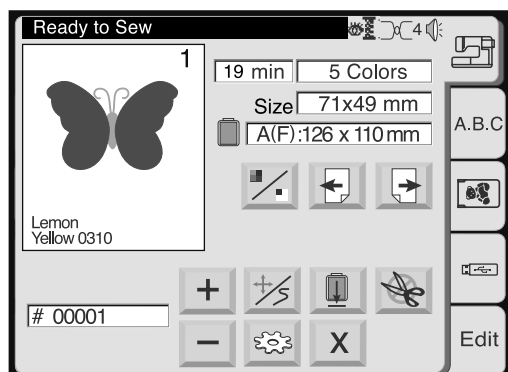 Ready to Sew
4
1
19 min
5 Colors
Size
71x49 mm
A(F):126 x 110 mm
A.B.C
Lemon
Yellow 0310
+
S
# 00001
−
X
Edit